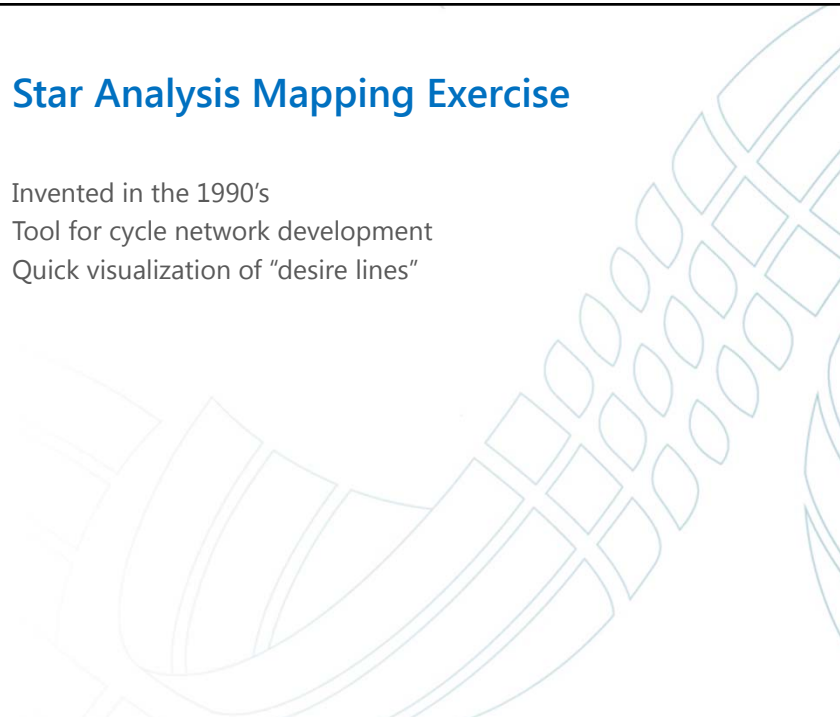 Star Analysis Mapping Exercise
Invented in the 1990's
Tool for cycle network development
Quick visualization of “desire lines”